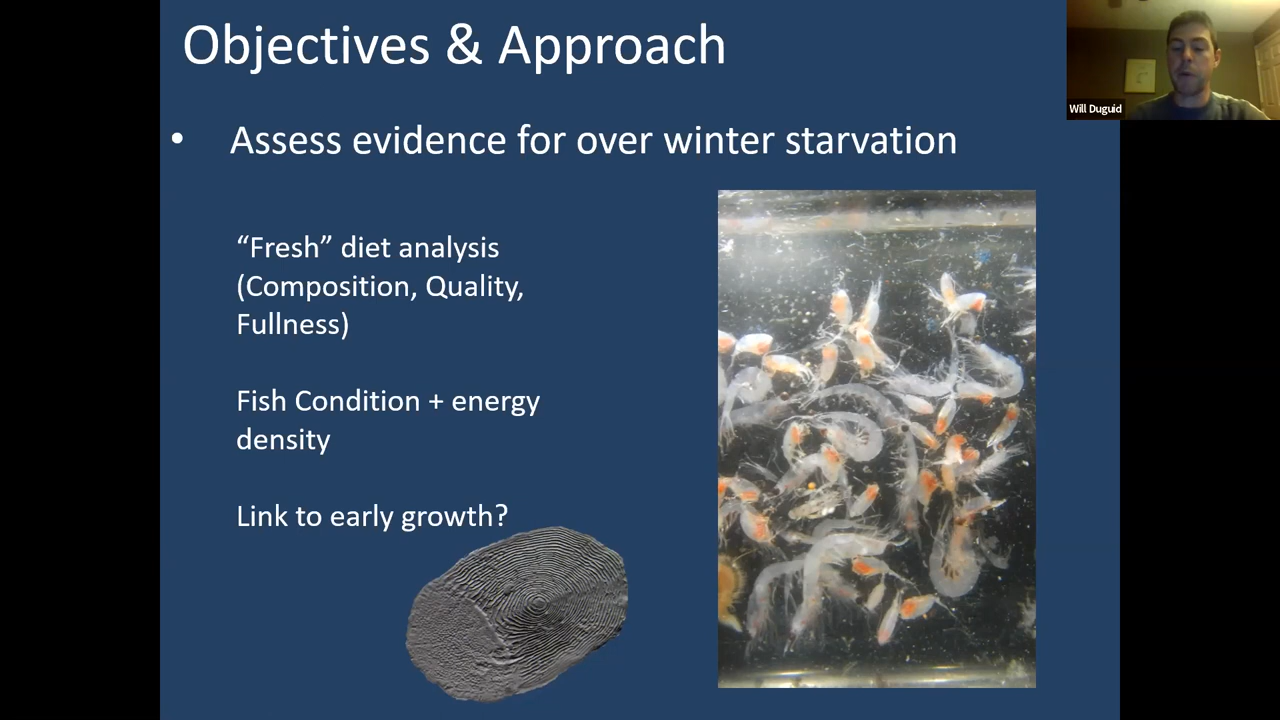 Objectives & Approach
Will Duguid
• Assess evidence for over winter starvation
“Fresh” diet analysis
(Composition, Quality,
Fullness)
Fish Condition + energy
density
Link to early growth?